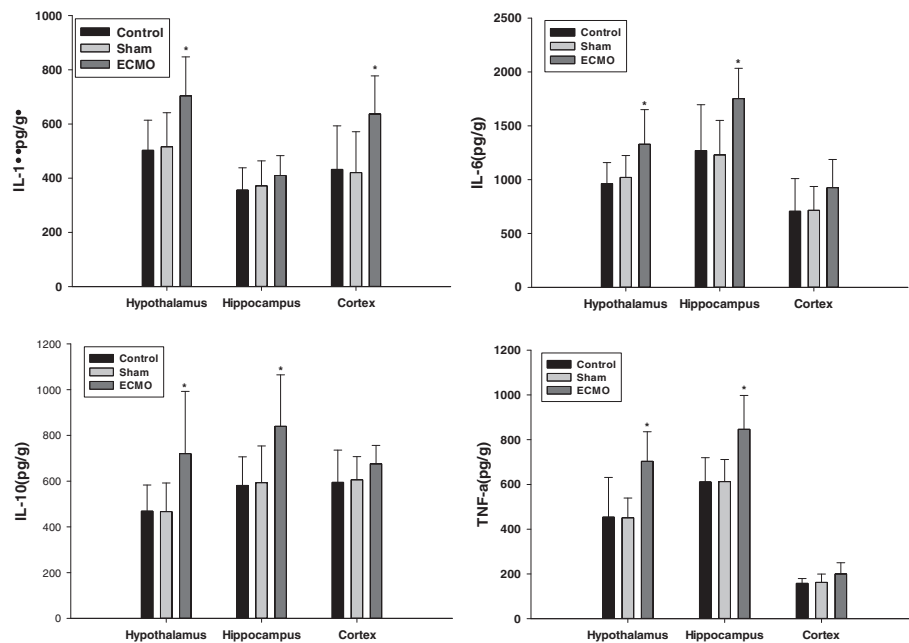 1000
800
600
400
200
0
IL-1••pg/g•
Control
Sham
ECMO
*
*
Hypothalamus Hippocampus Cortex
2500
2000
1500
1000
500
0
IL-6(pg/g)
Control
Sham
ECMO
*
*
Hypothalamus Hippocampus Cortex
1200
1000
800
600
400
200
0
IL-10(pg/g)
Control
Sham
ECMO
*
*
Hypothalamus Hippocampus Cortex
1200
1000
800
600
400
200
0
TNF-a(pg/g)
Control
Sham
ECMO
*
*
Hypothalamus Hippocampus Cortex